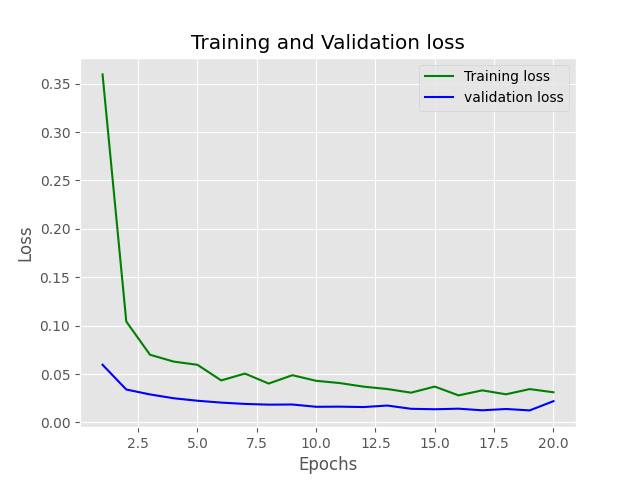 Training and Validation loss
Training loss
validation loss
0.35
0.30
0.25
0.20
0.15
0.10
0.05
0.00
Loss
2.5 5.0 7.5 10.0 12.5 15.0 17.5 20.0
Epochs